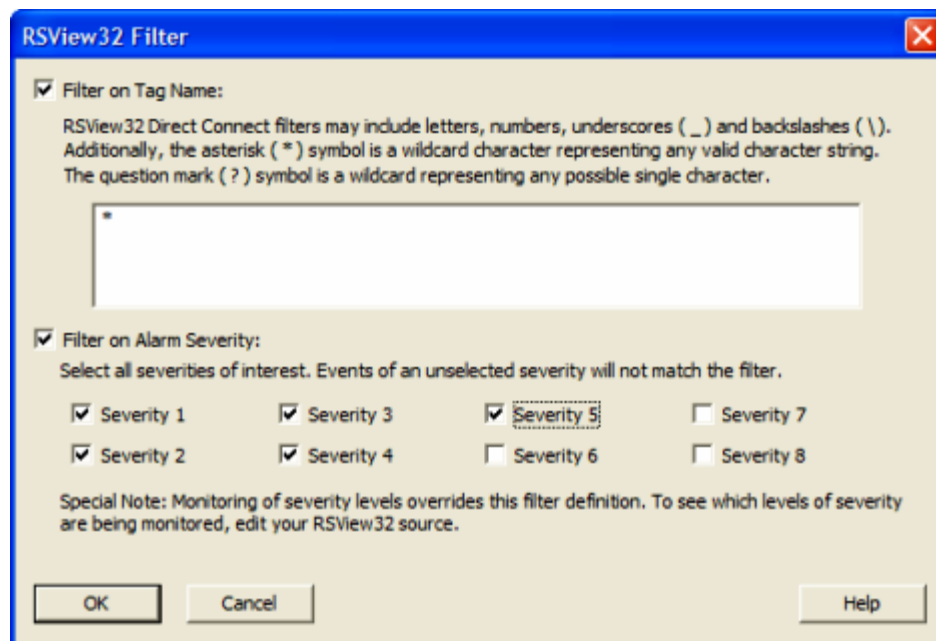 RSView32 Filter
Filter on Tag Name:
RSView32 Direct Connect filters may include letters, numbers, underscores ( _ ) and backslashes ( \ ).
Additionally, the asterisk ( * ) symbol is a wildcard character representing any valid character string.
The question mark ( ? ) symbol is a wildcard representing any possible single character.
*
Filter on Alarm Severity:
Select all severities of interest. Events of an unselected severity will not match the filter.
Severity 1 Severity 3 Severity 5 Severity 7
Severity 2 Severity 4 Severity 6 Severity 8
Special Note: Monitoring of severity levels overrides this filter definition. To see which levels of severity
are being monitored, edit your RSView32 source.
OK Cancel Help